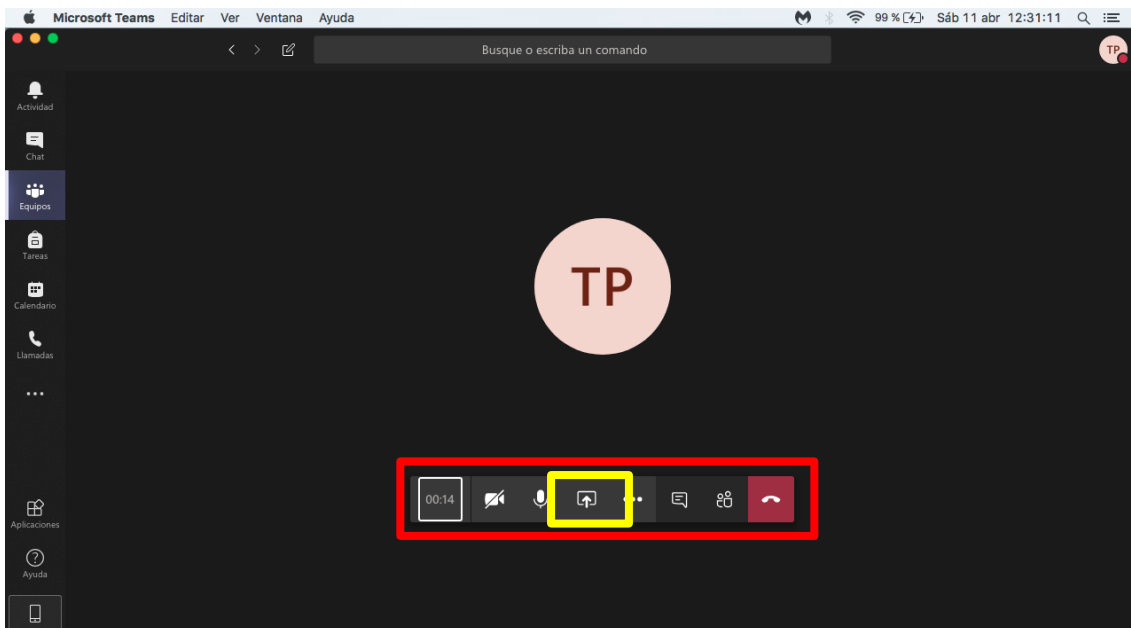 Microsoft Teams Editar Ver Ventana Ayuda 99 % Sáb 11 abr 12:31:11
Busque o escriba un comando
TP
Actividad
Chat
Equipos
Tareas
Calendario
Llamadas
TP
00:14
Aplicaciones
Ayuda